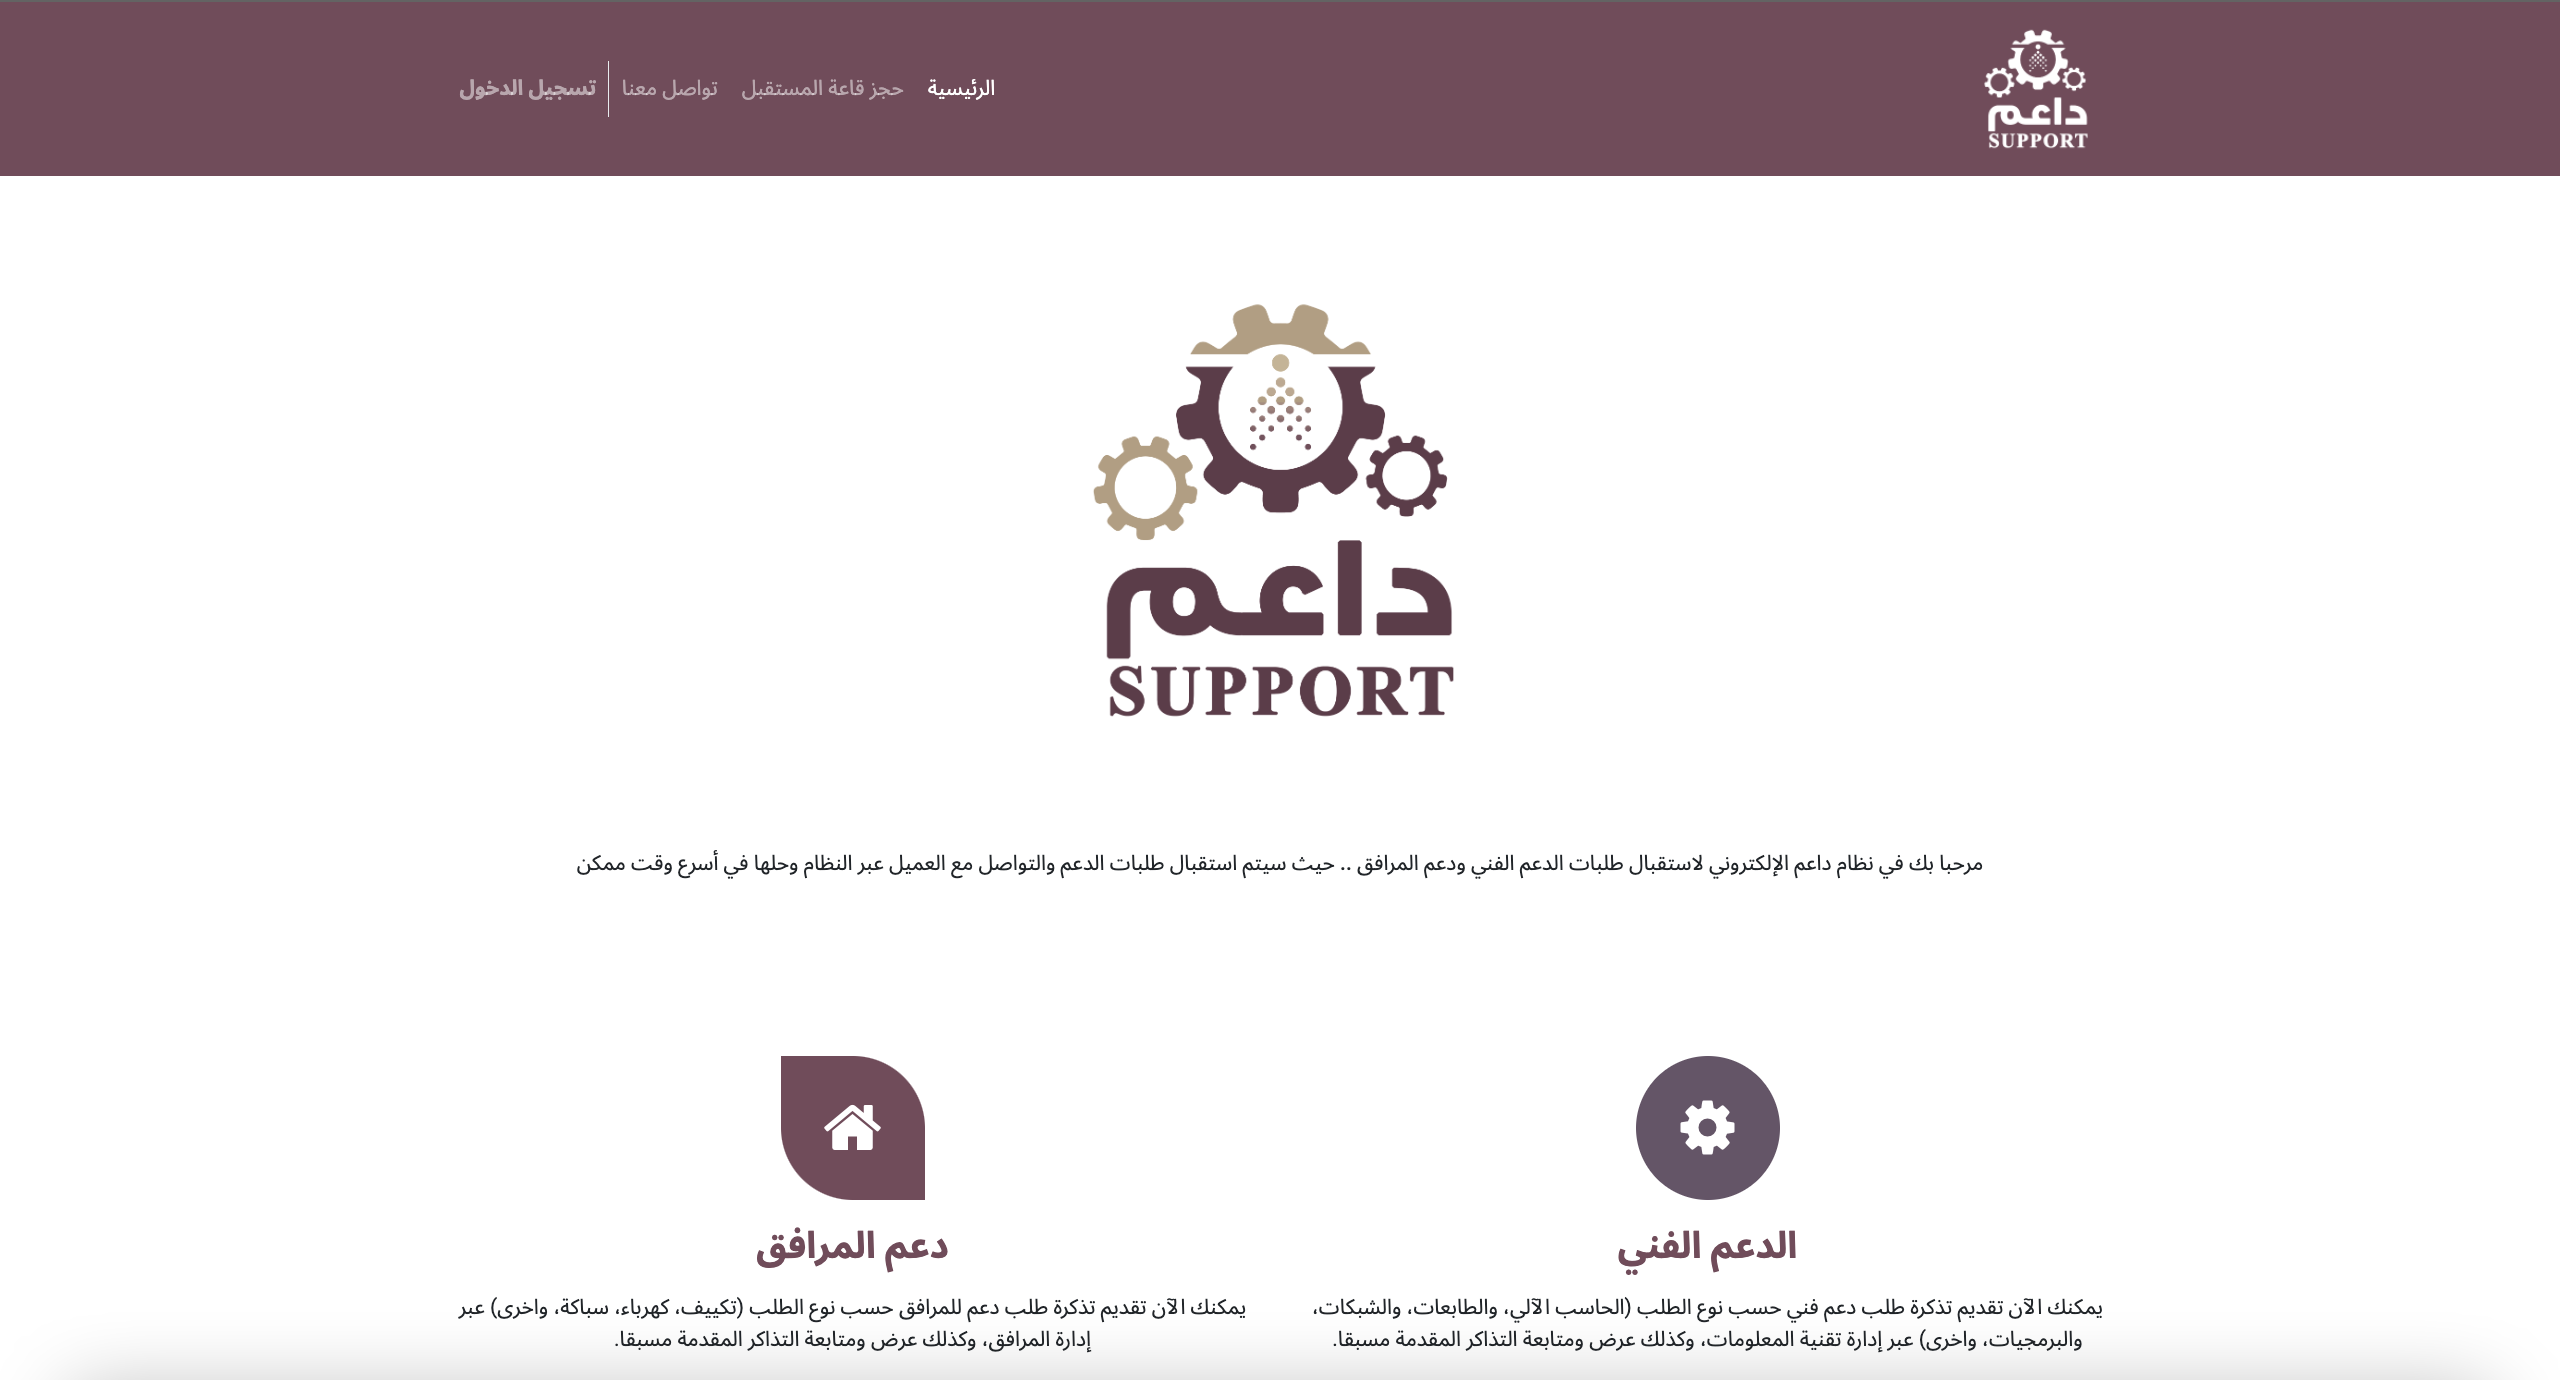 داعم
SUPPORT
الرئيسية
حجز قاعة المستقبل
تواصل معنا
تسجيل الدخول
داعم
SUPPORT
مرحبا بك في نظام داعم الإلكتروني لاستقبال طلبات الدعم الفني ودعم المرافق .. حيث سيتم استقبال طلبات الدعم والتواصل مع العميل عبر النظام وحلها في أسرع وقت ممكن
الدعم الفني
يمكنك الآن تقديم تذكرة طلب دعم فني حسب نوع الطلب (الحاسب الآلي، والطابعات، والشبكات،
والبرمجيات، واخرى) عبر إدارة تقنية المعلومات، وكذلك عرض ومتابعة التذاكر المقدمة مسبقا.
دعم المرافق
يمكنك الآن تقديم تذكرة طلب دعم للمرافق حسب نوع الطلب (تكييف، كهرباء، سباكة، واخرى) عبر
إدارة المرافق، وكذلك عرض ومتابعة التذاكر المقدمة مسبقا.